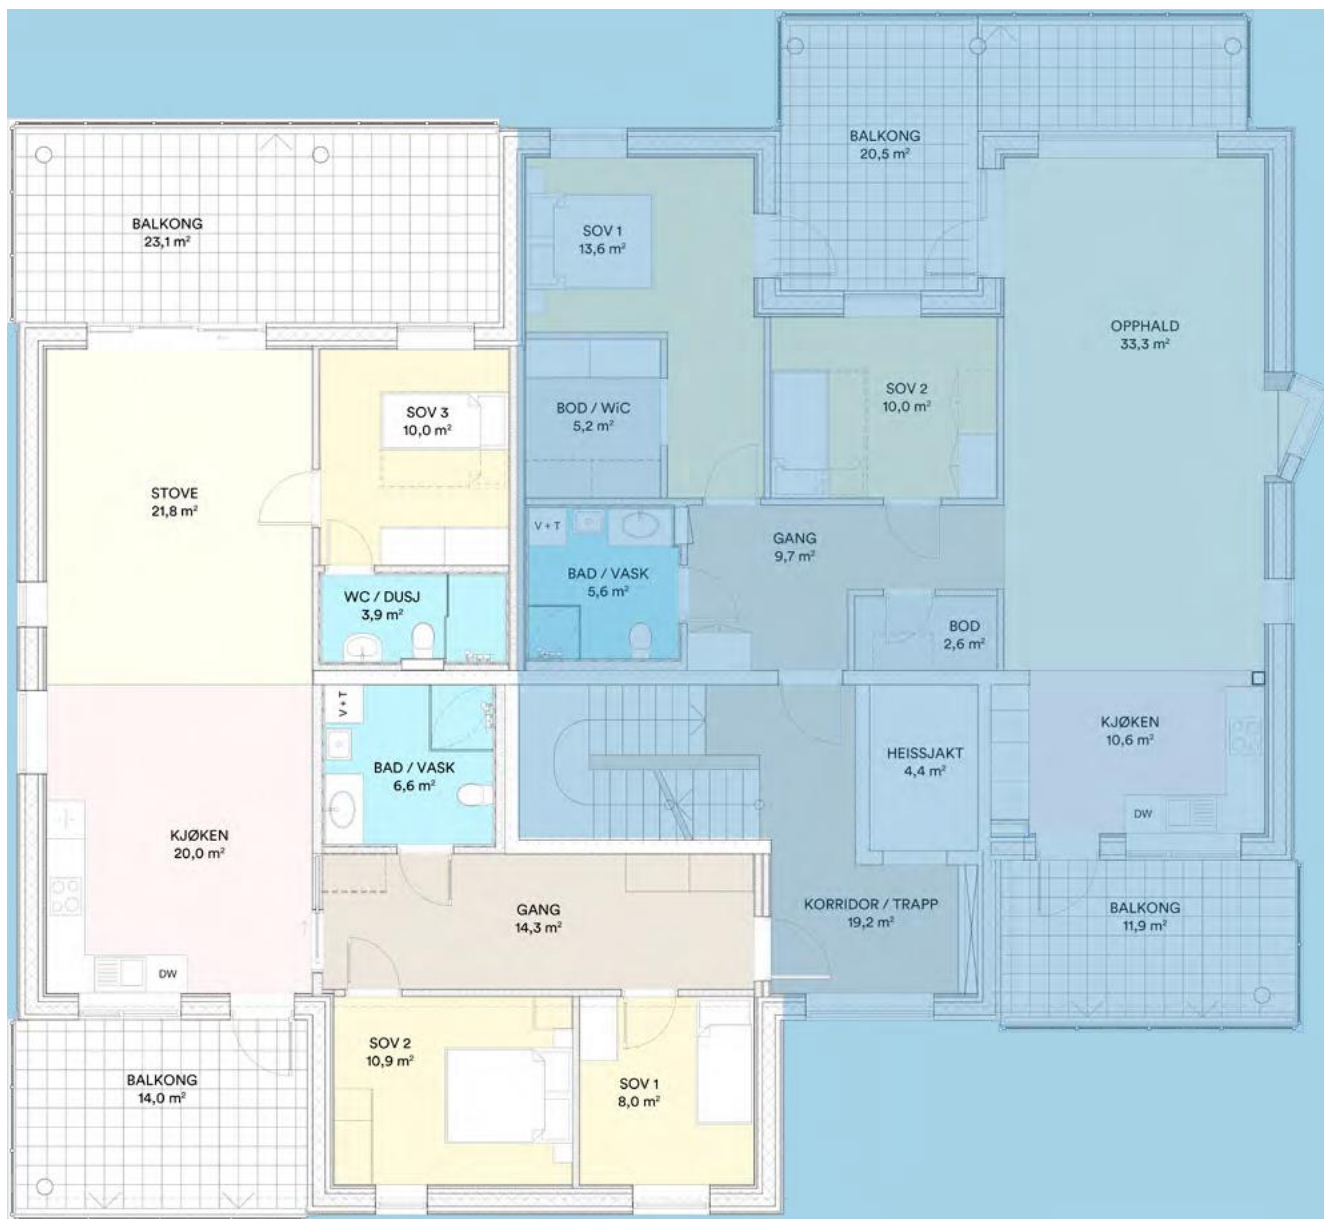 BALKONG
20,5 m²
BALKONG
23,1 m²
SOV 1
13,6 m²
OPPHALD
33,3 m²
SOV 3
10,0 m²
BOD / WiC
5,2 m²
SOV 2
10,0 m²
STOVE
21,8 m²
V + T
GANG
9,7 m²
BAD / VASK
5,6 m²
WC / DUSJ
3,9 m²
BOD
2,6 m²
V + T
BAD / VASK
6,6 m²
HEISSJAKT
4,4 m²
KJØKEN
10,6 m²
DW
KJØKEN
20,0 m²
GANG
14,3 m²
KORRIDOR / TRAPP
19,2 m²
BALKONG
11,9 m²
DW
SOV 2
10,9 m²
BALKONG
14,0 m²
SOV 1
8,0 m²